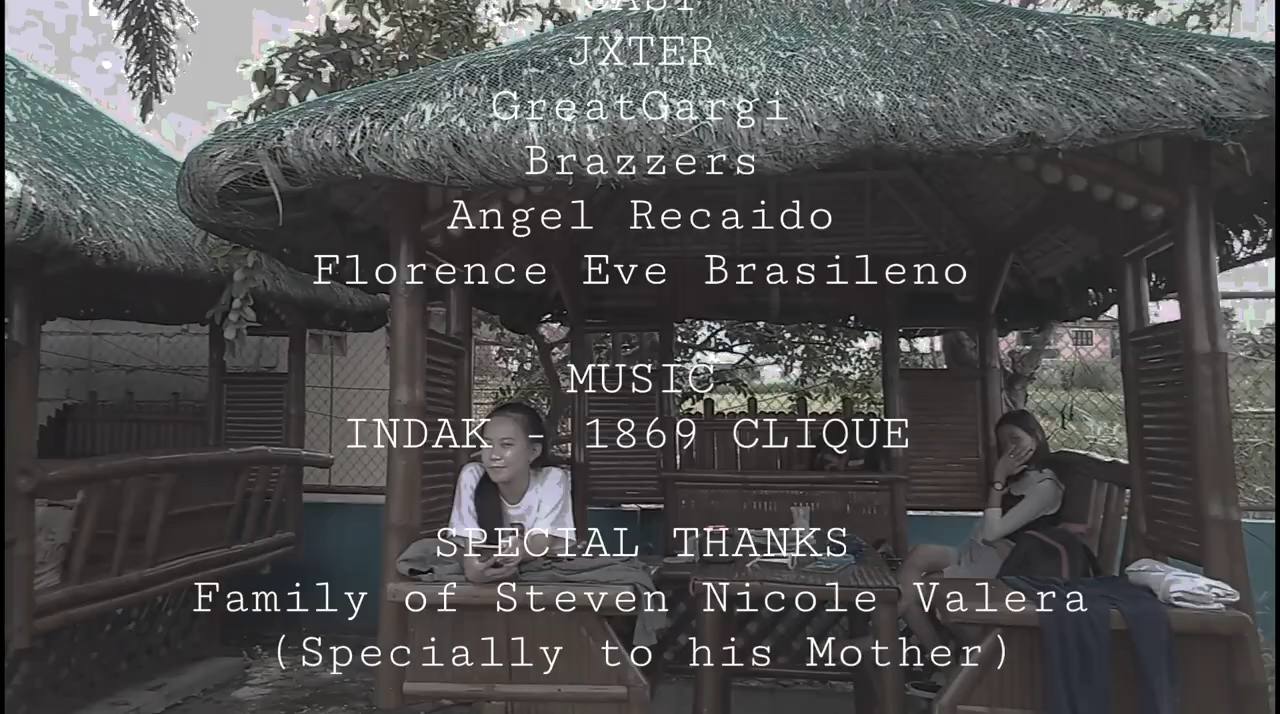 CAST
JXTER
GreatGargi
Brazzers
Angel Recaido
Florence Eve Brasileno
MUSIC
INDAK - 1869 CLIQUE
SPECIAL THANKS
Family of Steven Nicole Valera
(Specially to his Mother)